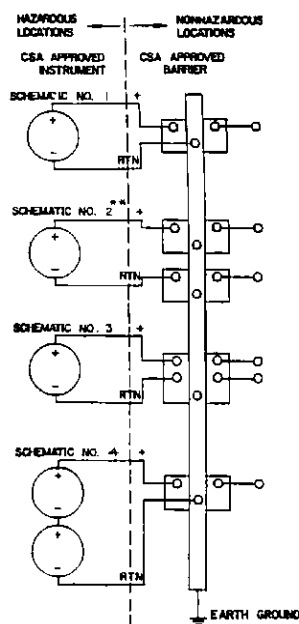 HAZARDOUS LOCATIONS
NONHAZARDOUS LOCATIONS
CSA APPROVED INSTRUMENT
CSA APPROVED BARRIER
SCHEMATIC NO. 1 +
+
-
RTN
SCHEMATIC NO. 2** +
+
-
RTN
SCHEMATIC NO. 3 +
+
-
RTN
SCHEMATIC NO. 4 +
+
-
+
-
RTN
EARTH GROUND